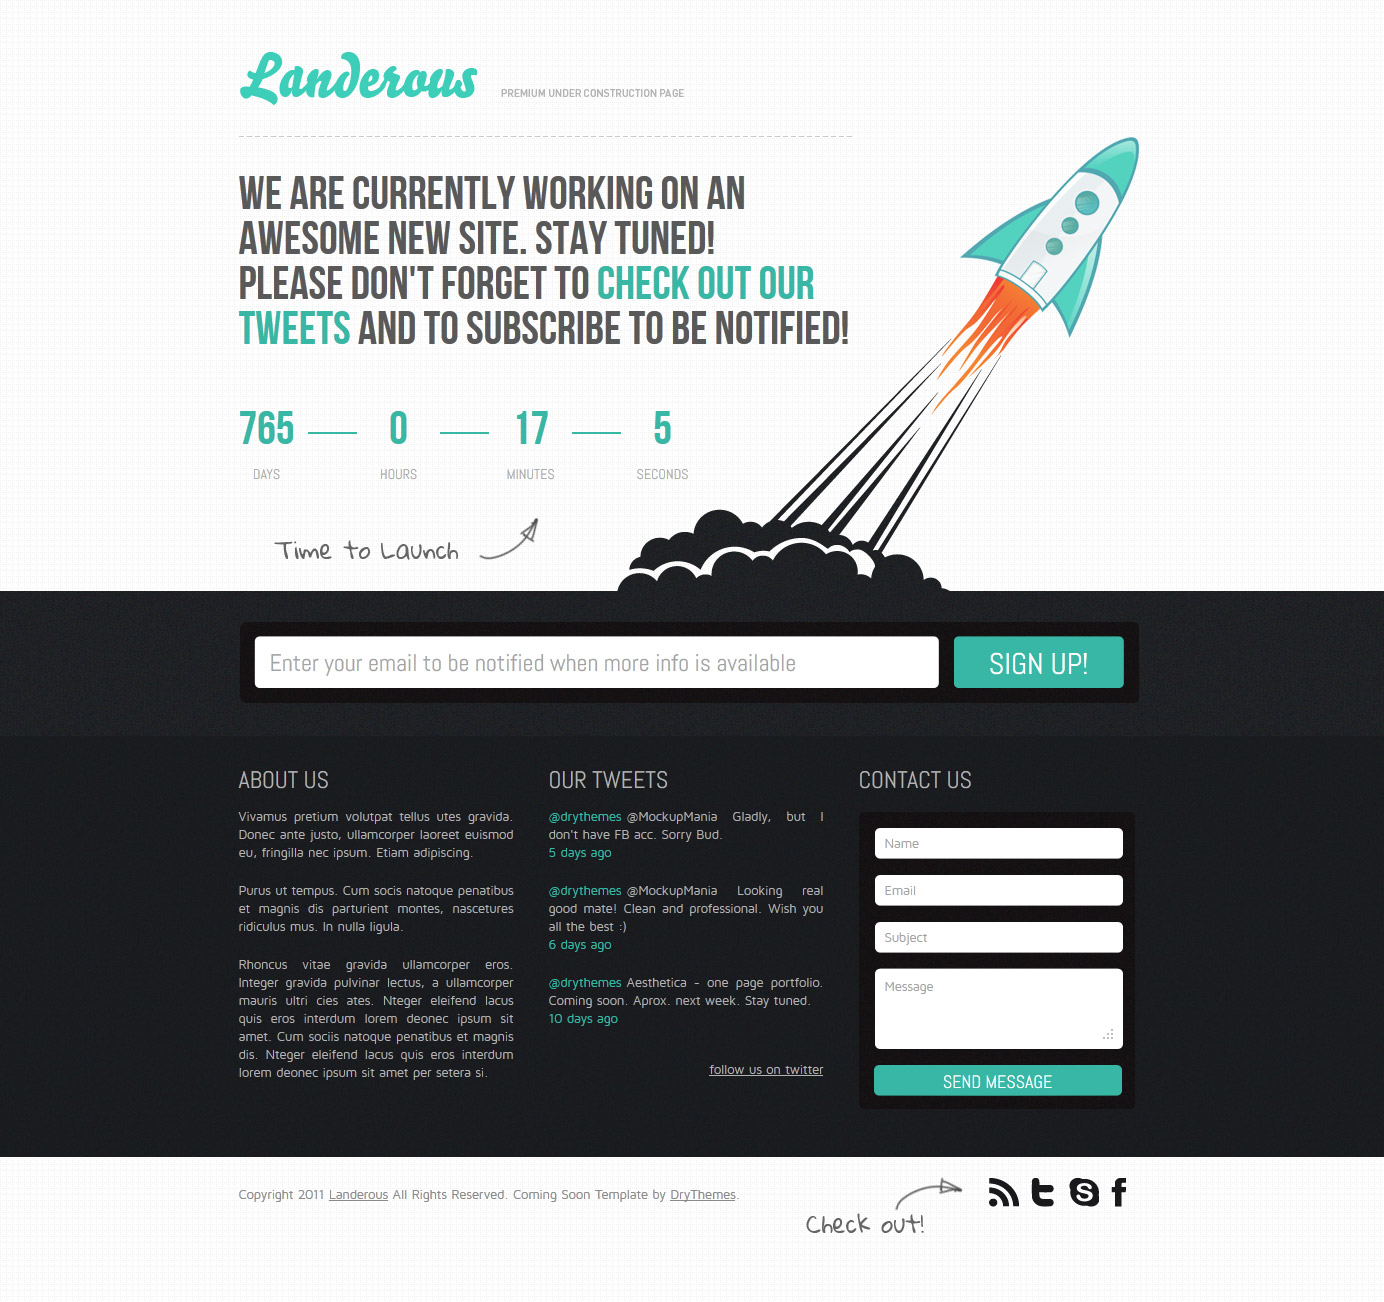 Landerous
PREMIUM UNDER CONSTRUCTION PAGE
WE ARE CURRENTLY WORKING ON AN
AWESOME NEW SITE. STAY TUNED!
PLEASE DON'T FORGET TO CHECK OUT OUR
TWEETS AND TO SUBSCRIBE TO BE NOTIFIED!
765 0 17 5
DAYS HOURS MINUTES SECONDS
Time to Launch
Enter your email to be notified when more info is available
SIGN UP!
ABOUT US
Vivamus pretium volutpat tellus utes gravida.
Donec ante justo, ullamcorper laoreet euismod
eu, fringilla nec ipsum. Etiam adipiscing.
Purus ut tempus. Cum socis natoque penatibus
et magnis dis parturient montes, nascetures
ridiculus mus. In nulla ligula.
Rhoncus vitae gravida ullamcorper eros.
Integer gravida pulvinar lectus, a ullamcorper
mauris ultri cies ates. Nteger eleifend lacus
quis eros interdum lorem deonec ipsum sit
amet. Cum sociis natoque penatibus et magnis
dis. Nteger eleifend lacus quis eros interdum
lorem deonec ipsum sit amet per setera si.
OUR TWEETS
@drythemes @MockupMania Gladly, but I
don't have FB acc. Sorry Bud.
5 days ago
@drythemes @MockupMania Looking real
good mate! Clean and professional. Wish you
all the best :)
6 days ago
@drythemes Aesthetica - one page portfolio.
Coming soon. Aprox. next week. Stay tuned.
10 days ago
follow us on twitter
CONTACT US
Name
Email
Subject
Message
SEND MESSAGE
Copyright 2011 Landerous All Rights Reserved. Coming Soon Template by DryThemes.
Check out!